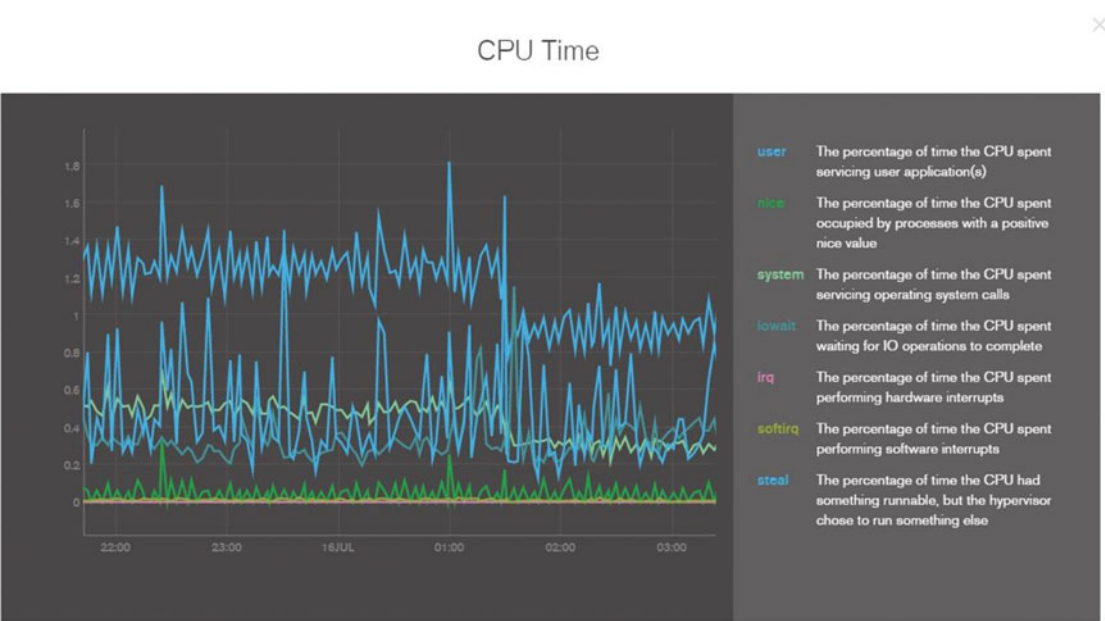 CPU Time
1.8
1.6
1.4
1.2
1
0.8
0.6
0.4
0.2
0
22:00 23:00 16JUL 01:00 02:00 03:00
user The percentage of time the CPU spent
servicing user application(s)
nice The percentage of time the CPU spent
occupied by processes with a positive
nice value
system The percentage of time the CPU spent
servicing operating system calls
iowait The percentage of time the CPU spent
waiting for IO operations to complete
irq The percentage of time the CPU spent
performing hardware interrupts
softirq The percentage of time the CPU spent
performing software interrupts
steal The percentage of time the CPU had
something runnable, but the hypervisor
chose to run something else